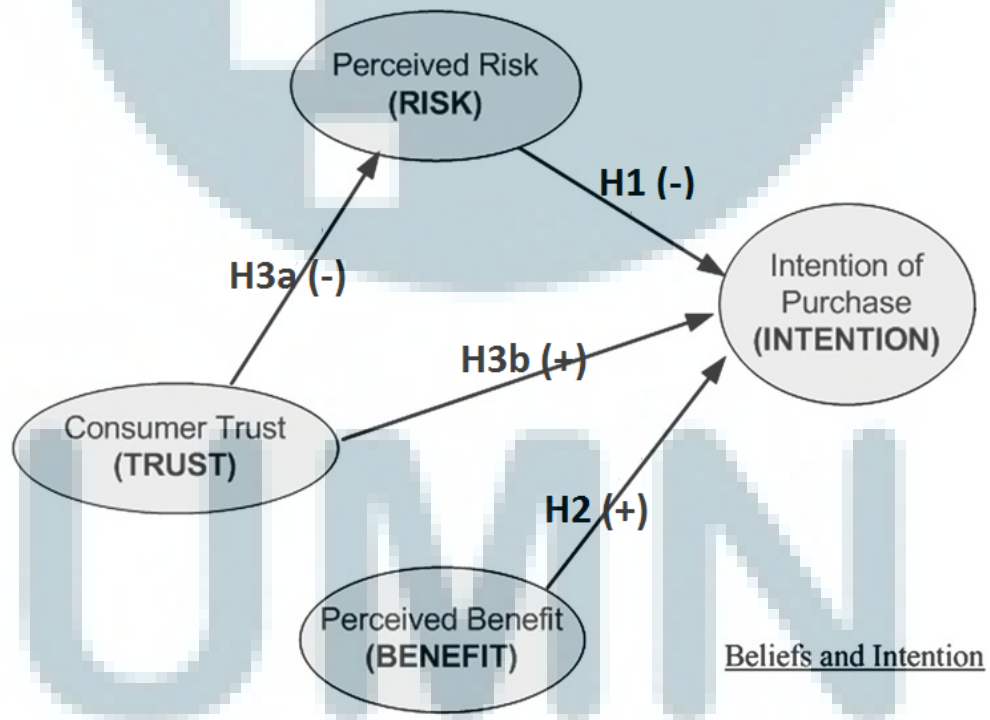 Perceived Risk
(RISK)
H1 (-)
Intention of
Purchase
(INTENTION)
H3a (-)
H3b (+)
Consumer Trust
(TRUST)
H2 (+)
Perceived Benefit
(BENEFIT)
Beliefs and Intention
UMN